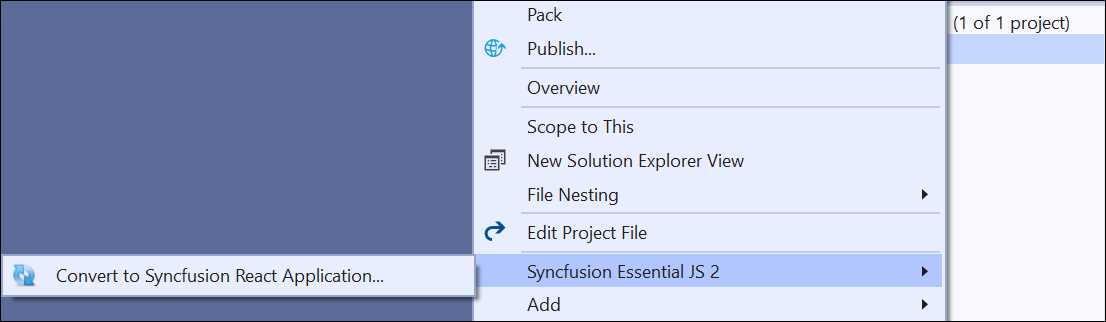 Pack
(1 of 1 project)
Publish...
Overview
Scope to This
New Solution Explorer View
File Nesting
Edit Project File
Syncfusion Essential JS 2
Convert to Syncfusion React Application...
Add